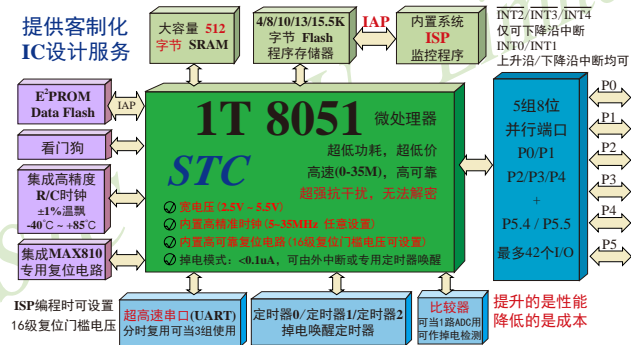 提供客制化
IC设计服务
大容量 512
字节 SRAM
4/8/10/13/15.5K
字节 Flash
程序存储器
IAP
内置系统
ISP
监控程序
INT2/INT3/INT4
仅可下降沿中断
INT0/INT1
上升沿/下降沿中断均可
E²PROM
Data Flash
IAP
看门狗
集成高精度
R/C时钟
±1%温飘
-40℃~+85℃
集成MAX810
专用复位电路
1T 8051 微处理器
STC
超低功耗，超低价
高速(0-35M)，高可靠
超强抗干扰，无法解密
宽电压(2.5V ~ 5.5V)
内置高精准时钟(5~35MHz 任意设置)
内置高可靠复位电路(16级复位门槛电压可设置)
掉电模式：<0.1uA，可由外中断或专用定时器唤醒
5组8位
并行端口
P0/P1
P2/P3/P4
+
P5.4 / P5.5
最多42个I/O
P0
P1
P2
P3
P4
P5
ISP编程时可设置
16级复位门槛电压
超高速串口(UART)
分时复用可当3组使用
定时器0/定时器1/定时器2
掉电唤醒定时器
比较器
可当1路ADC用
可作掉电检测
提升的是性能
降低的是成本